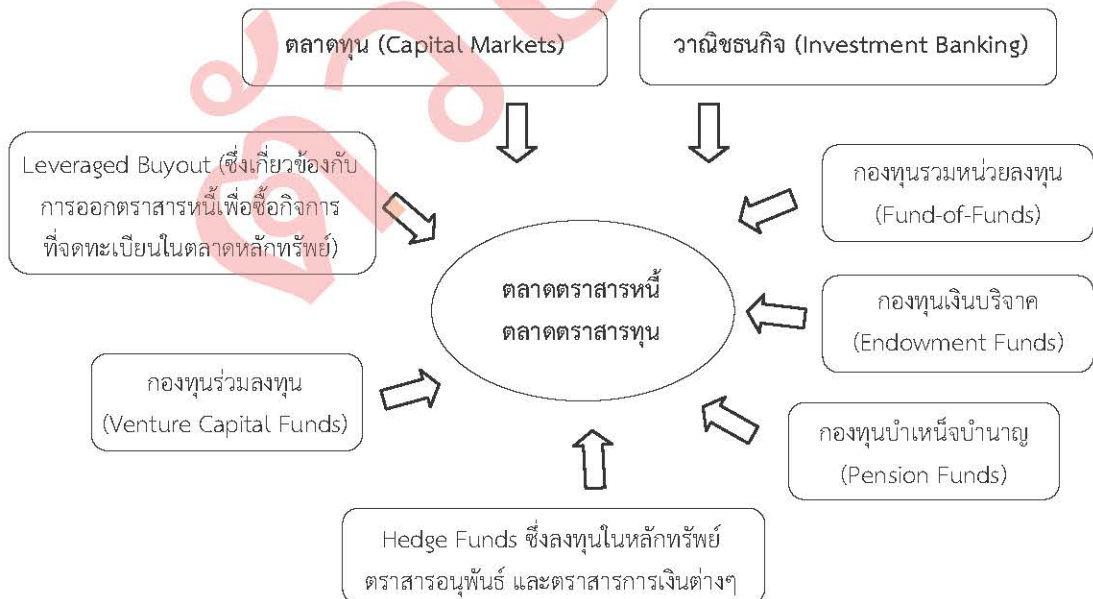 ตลาดทุน (Capital Markets)
วาณิชธนกิจ (Investment Banking)
Leveraged Buyout (ซึ่งเกี่ยวข้องกับ
การออกตราสารหนี้เพื่อซื้อกิจการ
ที่จดทะเบียนในตลาดหลักทรัพย์)
กองทุนรวมหน่วยลงทุน
(Fund-of-Funds)
ตลาดตราสารหนี้
ตลาดตราสารทุน
กองทุนเงินบริจาค
(Endowment Funds)
กองทุนร่วมลงทุน
(Venture Capital Funds)
กองทุนบำเหน็จบำนาญ
(Pension Funds)
Hedge Funds ซึ่งลงทุนในหลักทรัพย์
ตราสารอนุพันธ์ และตราสารการเงินต่างๆ